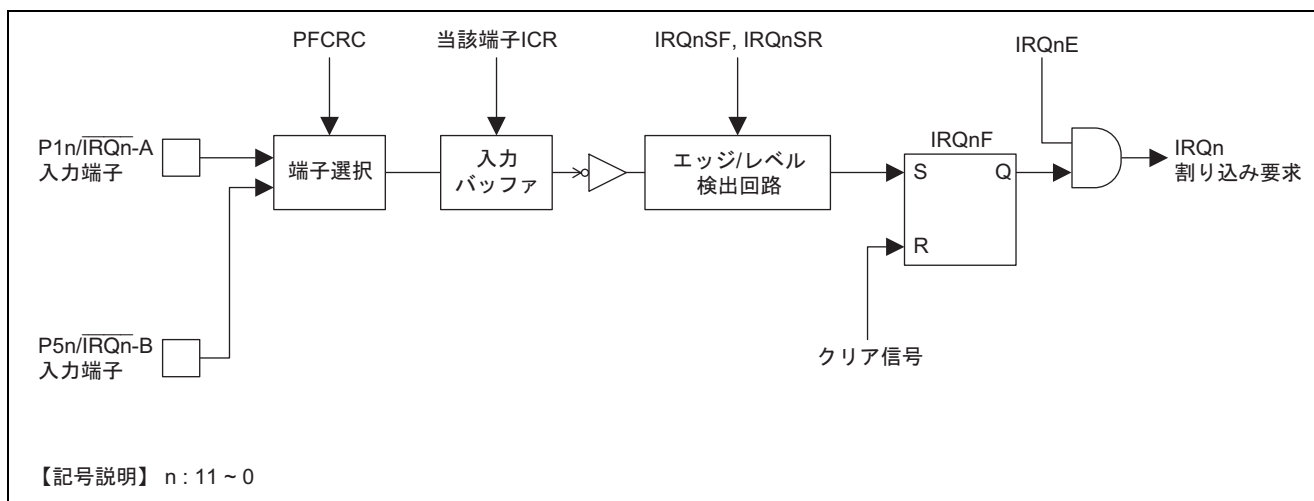 PFCRC
当該端子ICR
IRQnSF, IRQnSR
IRQnE
P1n/IRQn-A
入力端子
端子選択
入力
バッファ
エッジ/レベル
検出回路
IRQnF
S
Q
R
IRQn
割り込み要求
P5n/IRQn-B
入力端子
クリア信号
【記号説明】 n : 11 ~ 0